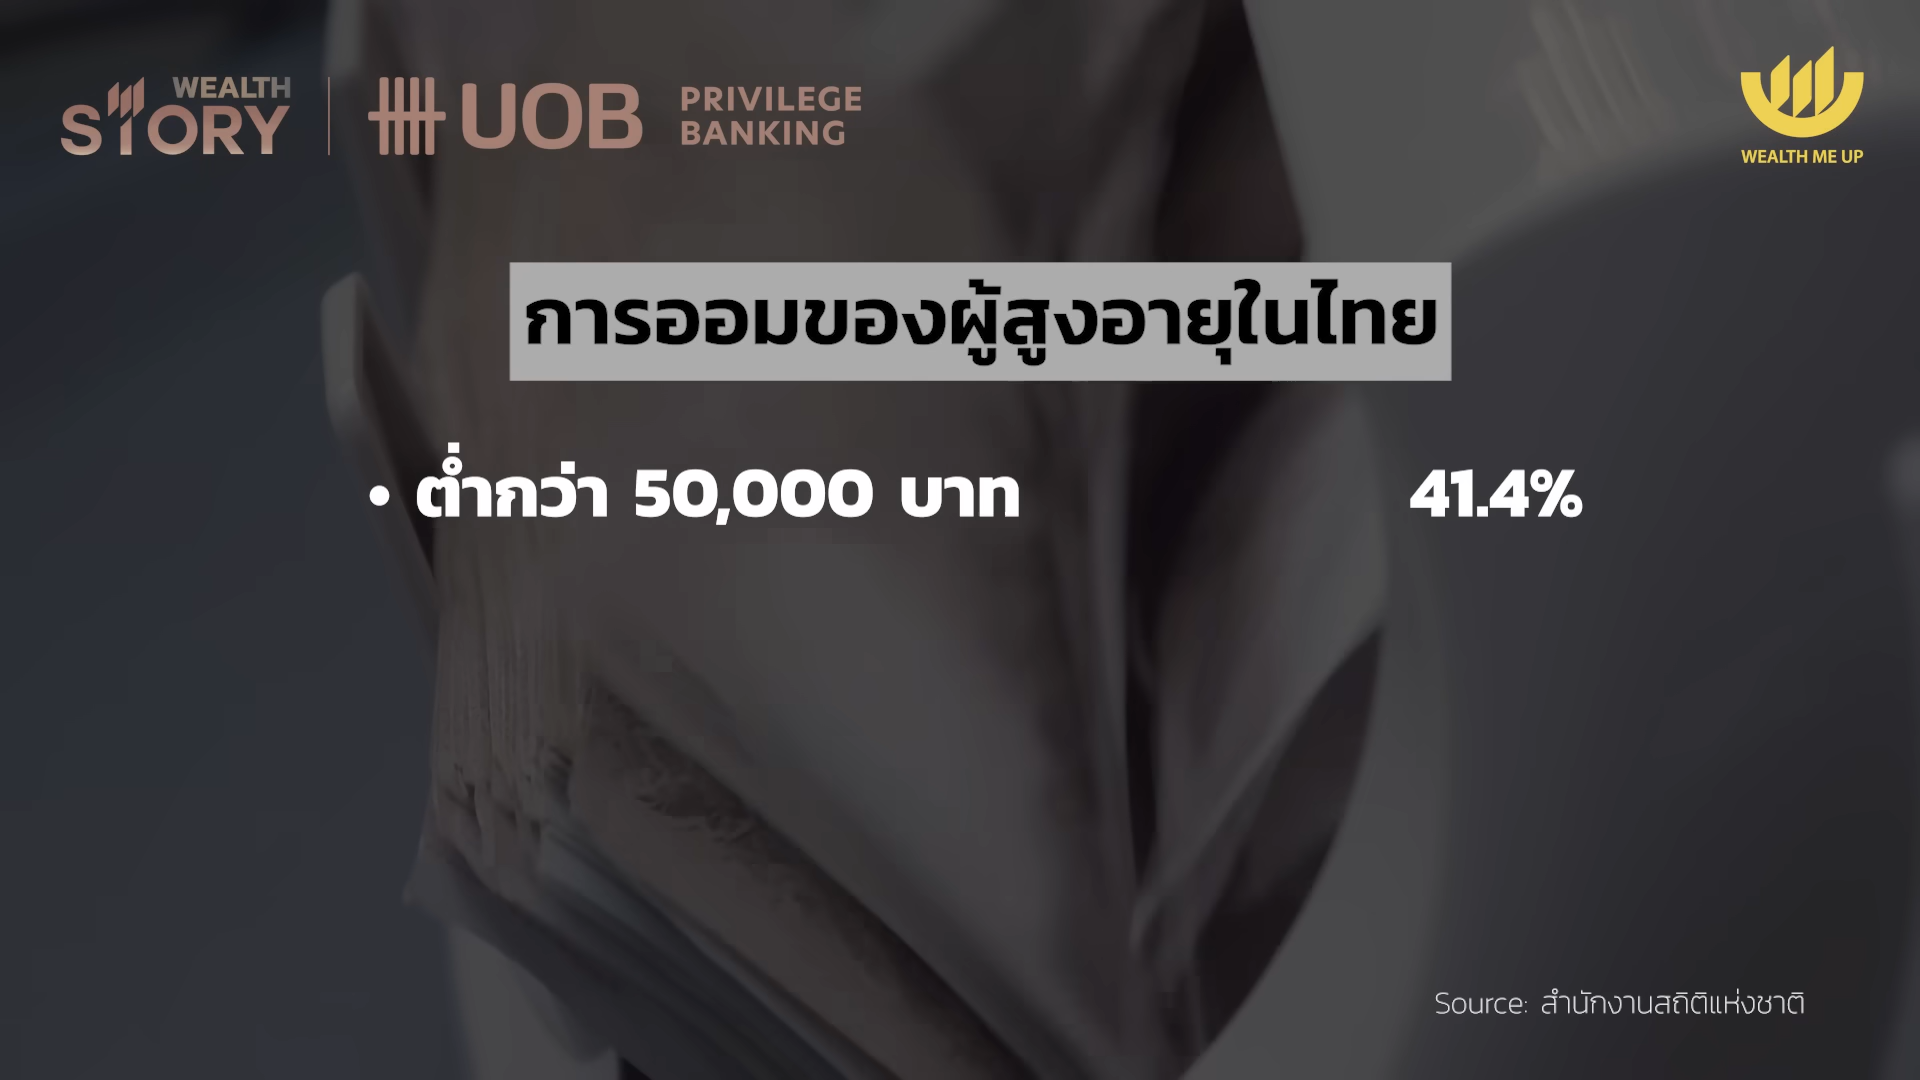 WEALTH
STORY
UOB
PRIVILEGE
BANKING
WEALTH ME UP
การออมของผู้สูงอายุในไทย
• ต่ำกว่า 50,000 บาท 41.4%
Source: สำนักงานสถิติแห่งชาติ